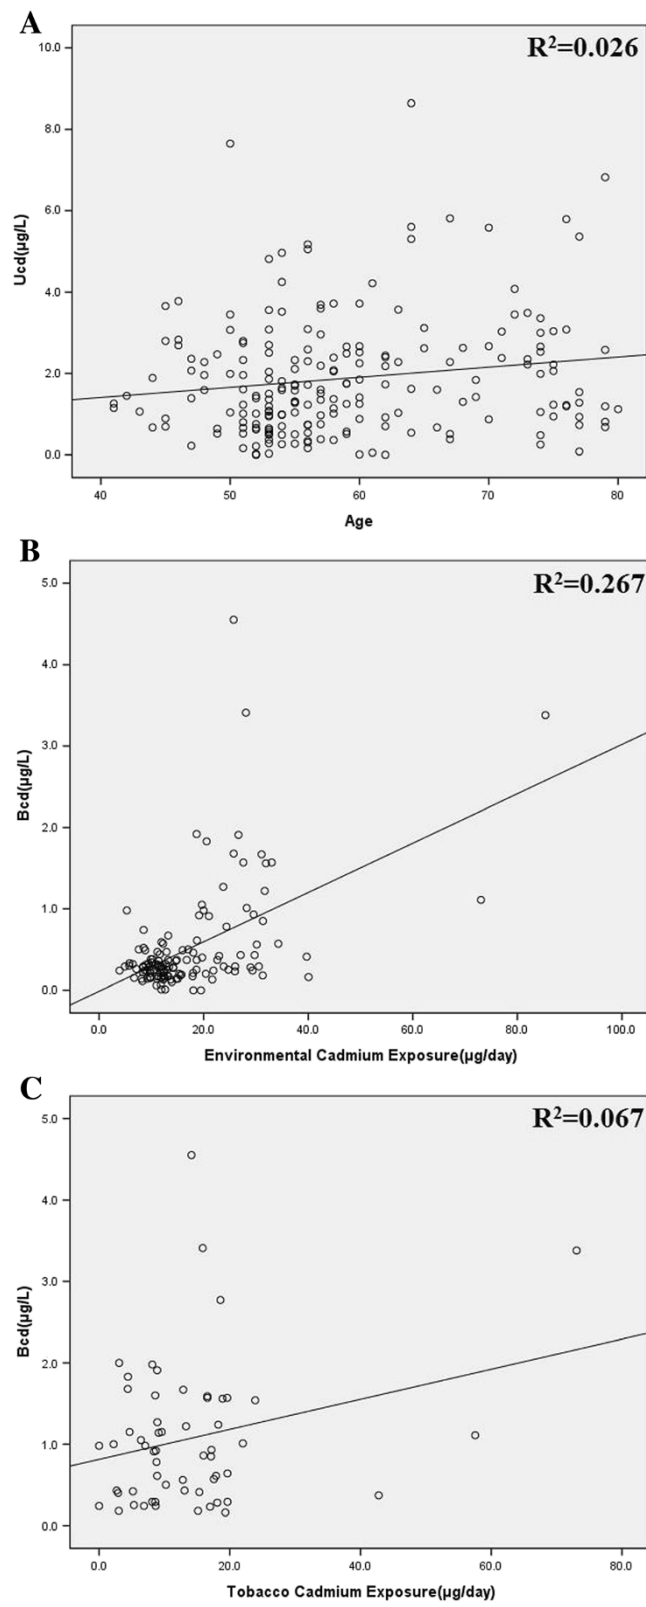 A
R²=0.026
10.0
8.0
6.0
4.0
2.0
0.0
Ucd(µg/L)
40 50 60 70 80
Age
B
R²=0.267
5.0
4.0
3.0
2.0
1.0
0.0
Bcd(µg/L)
0.0 20.0 40.0 60.0 80.0 100.0
Environmental Cadmium Exposure(µg/day)
C
R²=0.067
5.0
4.0
3.0
2.0
1.0
0.0
Bcd(µg/L)
0.0 20.0 40.0 60.0 80.0
Tobacco Cadmium Exposure(µg/day)